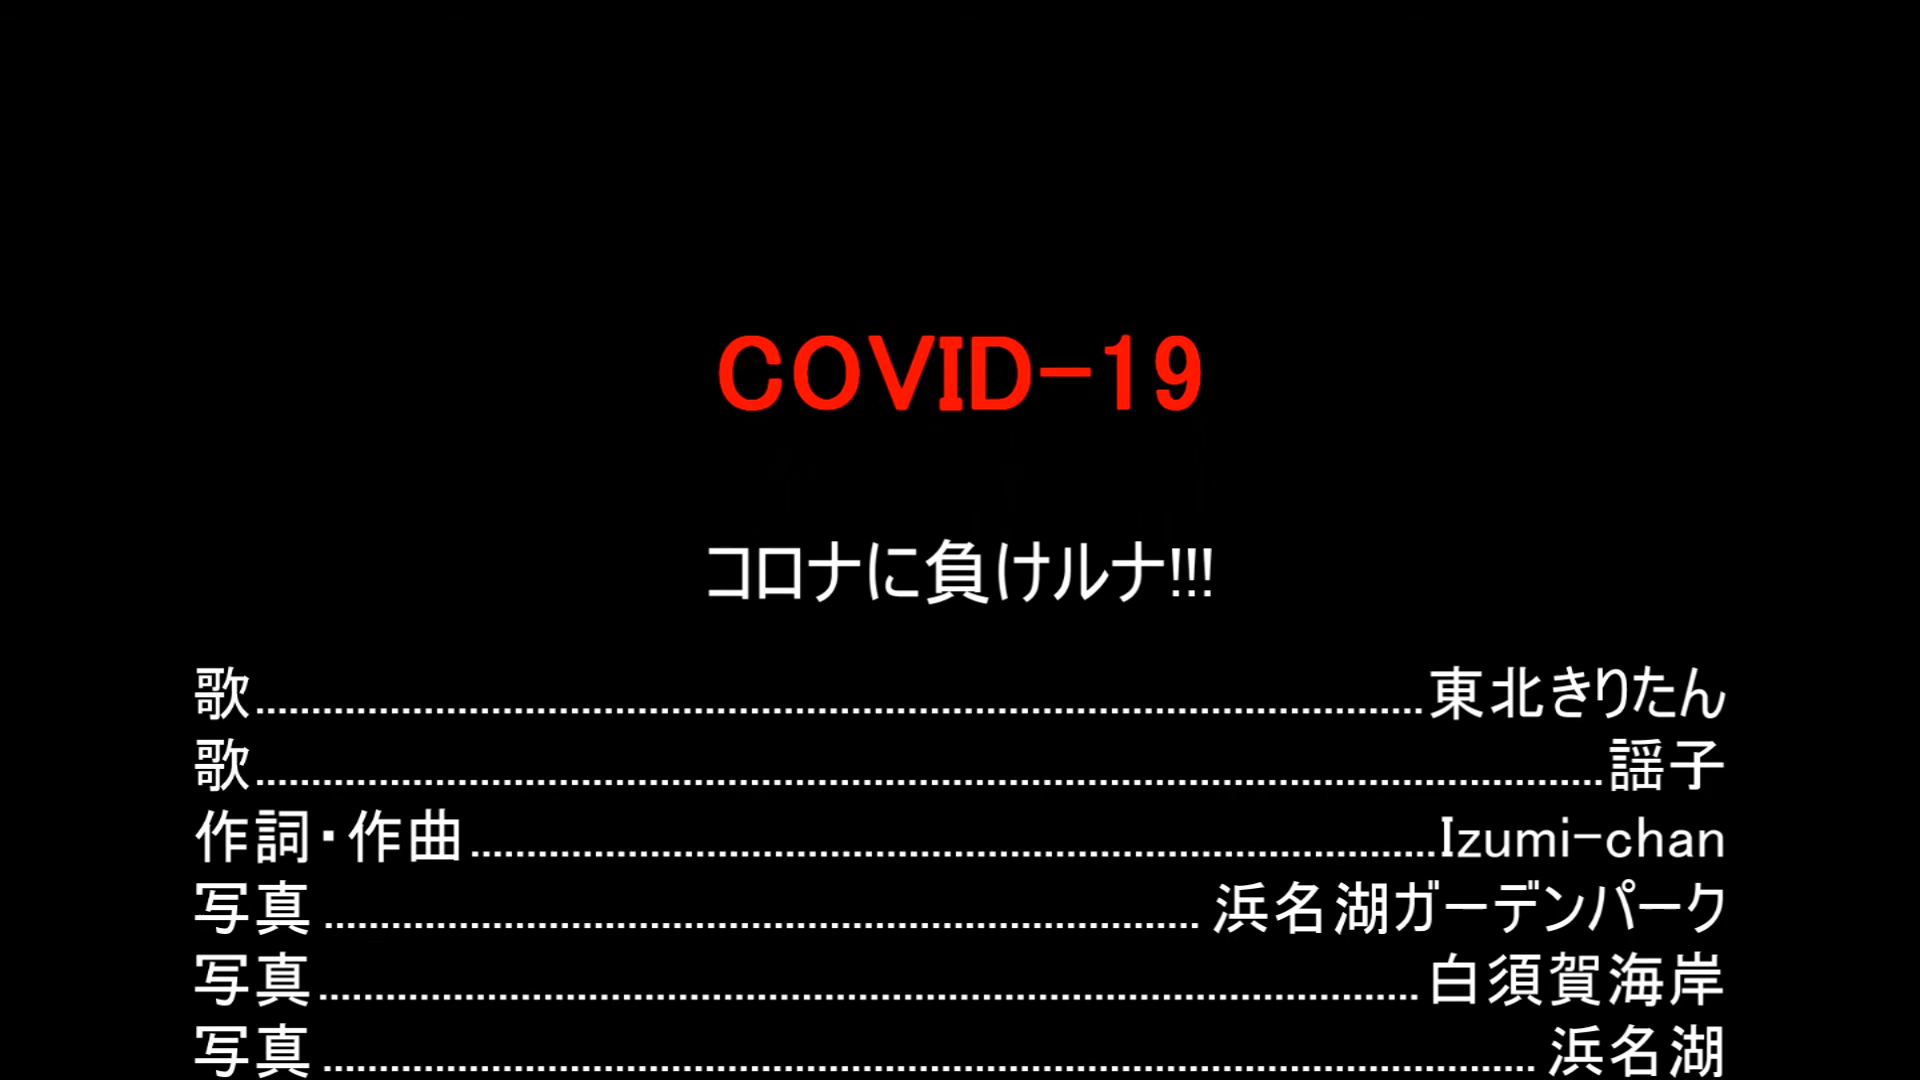 COVID-19
コロナに負けルナ!!!
歌....................................................................................................東北きりたん
歌....................................................................................................謡子
作詞・作曲....................................................................................................Izumi-chan
写真....................................................................................................浜名湖ガーデンパーク
写真....................................................................................................白須賀海岸
写真....................................................................................................浜名湖